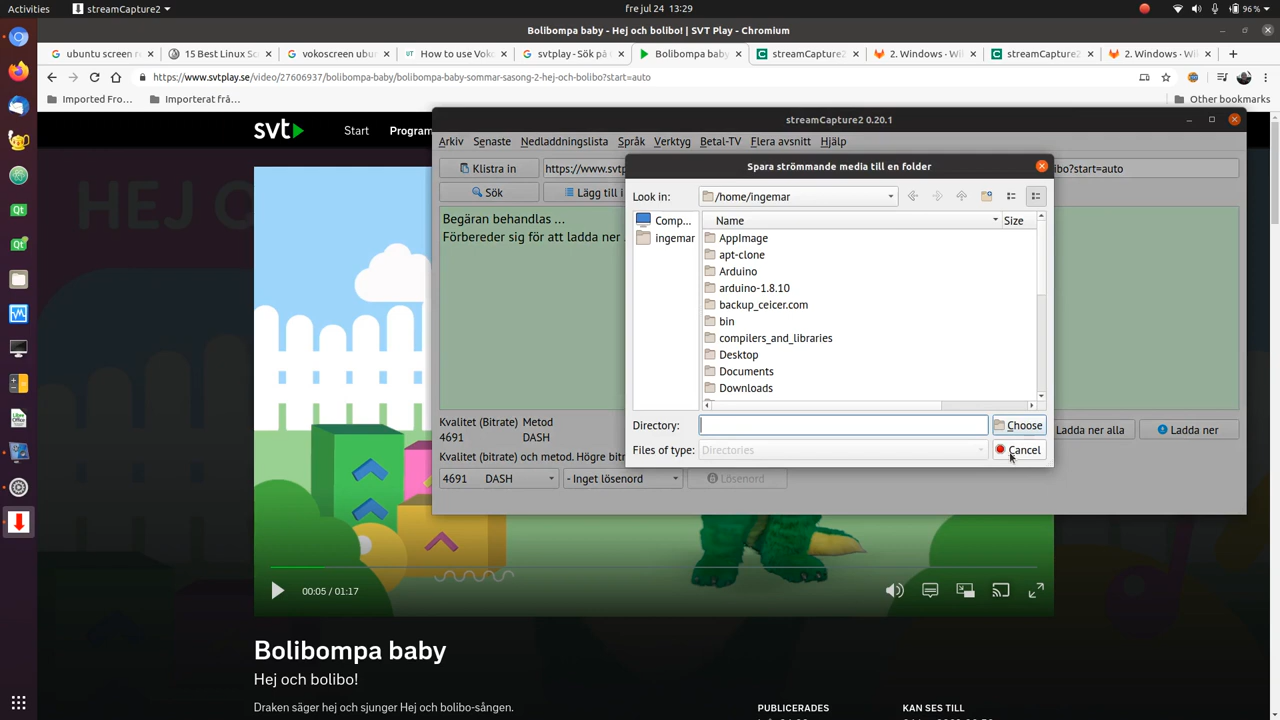 Activities streamCapture2 fre jul 24 13:29 96%
Bolibompa baby - Hej och bolibo! | SVT Play - Chromium
ubuntu screen r 15 Best Linux Sc vokoscreen ubun How to use Voko svtplay - Sök på G Bolibompa baby streamCapture2 2. Windows · Wik streamCapture2 2. Windows · Wik
https://www.svtplay.se/video/27606937/bolibompa-baby/bolibompa-baby-sommar-sasong-2-hej-och-bolibo?start=auto
Imported Fro... Importerat frå... Other bookmarks
svt Start Program
streamCapture2 0.20.1
Arkiv Senaste Nedladdningslista Språk Verktyg Betal-TV Flera avsnitt Hjälp
Klistra in https://www.svtp ibo?start=auto
Sök Lägg till i
Begäran behandlas ...
Förbereder sig för att ladda ner
Kvalitet (Bitrate) Metod
4691 DASH
Kvalitet (bitrate) och metod. Högre bitra
4691 DASH - Inget lösenord Lösenord
Ladda ner alla Ladda ner
Spara strömmande media till en folder
Look in: /home/ingemar
Comp...
ingemar
Name Size
AppImage
apt-clone
Arduino
arduino-1.8.10
backup_ceicer.com
bin
compilers_and_libraries
Desktop
Documents
Downloads
Directory: Choose
Files of type: Directories Cancel
HEJ O
00:05 / 01:17
Bolibompa baby
Hej och bolibo!
Draken säger hej och sjunger Hej och bolibo-sången.
PUBLICERADES KAN SES TILL